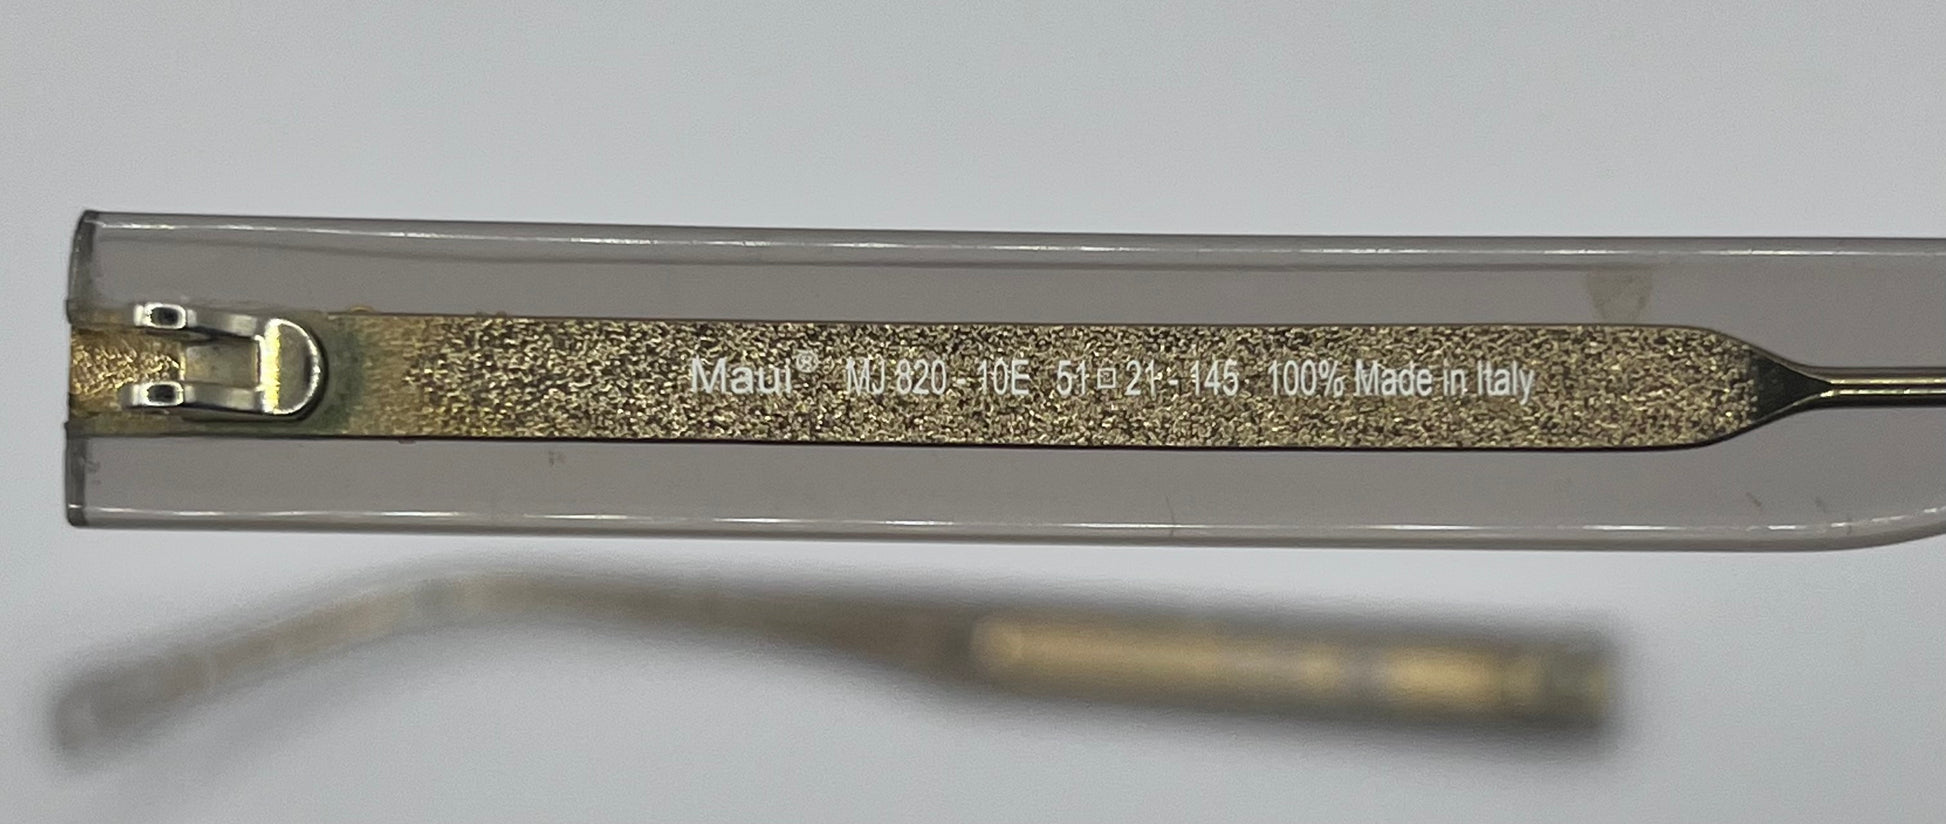 Maui® MJ 820 - 10E 51□21 - 145 100% Made in Italy